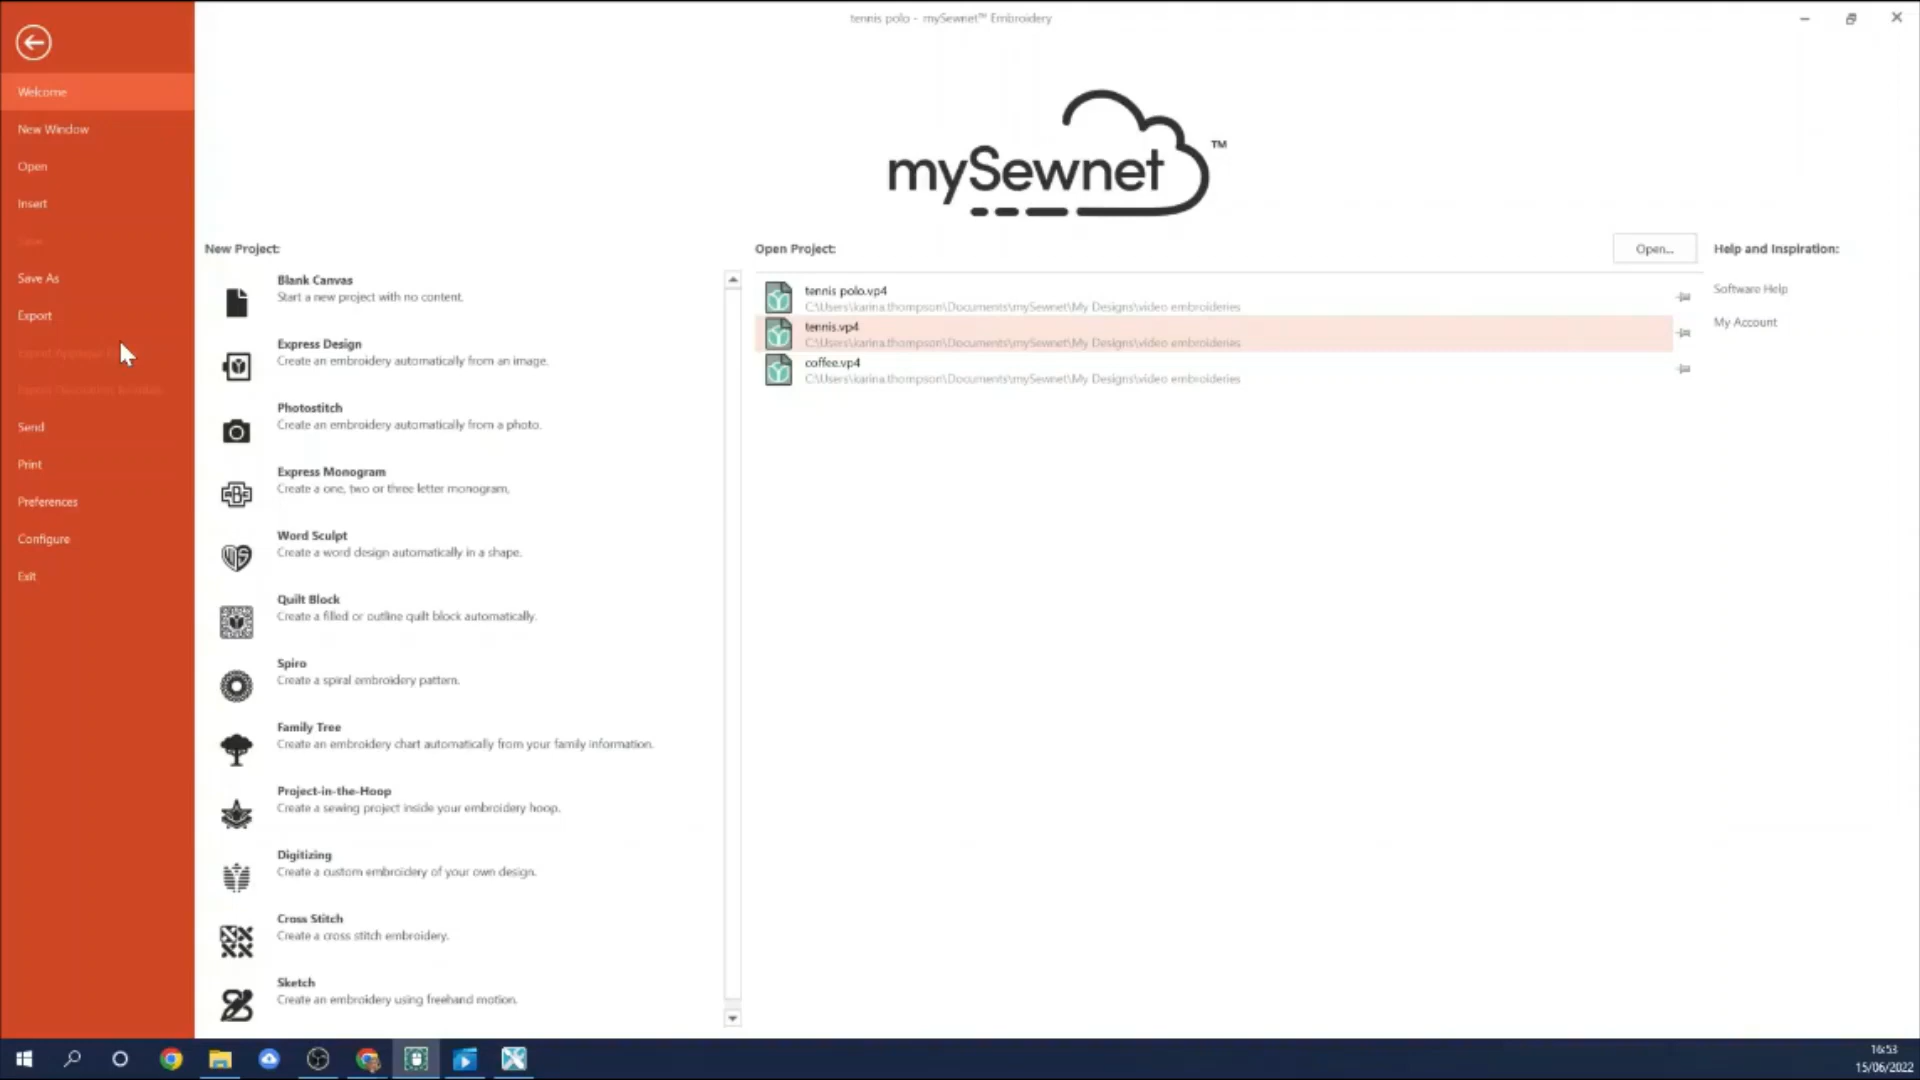 tennis polo - mySewnet™ Embroidery
Welcome
New Window
Open
Insert
Save
Save As
Export
Send
Print
Preferences
Configure
Exit
mySewnet™
New Project:
Blank Canvas
Start a new project with no content.
Express Design
Create an embroidery automatically from an image.
Photostitch
Create an embroidery automatically from a photo.
Express Monogram
Create a one, two or three letter monogram,
Word Sculpt
Create a word design automatically in a shape.
Quilt Block
Create a filled or outline quilt block automatically.
Spiro
Create a spiral embroidery pattern.
Family Tree
Create an embroidery chart automatically from your family information.
Project-in-the-Hoop
Create a sewing project inside your embroidery hoop.
Digitizing
Create a custom embroidery of your own design.
Cross Stitch
Create a cross stitch embroidery.
Sketch
Create an embroidery using freehand motion.
Open Project:
Open...
tennis polo.vp4
C:\Users\karina.thompson\Documents\mySewnet\My Designs\video embroideries
tennis.vp4
C:\Users\karina.thompson\Documents\mySewnet\My Designs\video embroideries
coffee.vp4
C:\Users\karina.thompson\Documents\mySewnet\My Designs\video embroideries
Help and Inspiration:
Software Help
My Account
16:53
15/06/2022